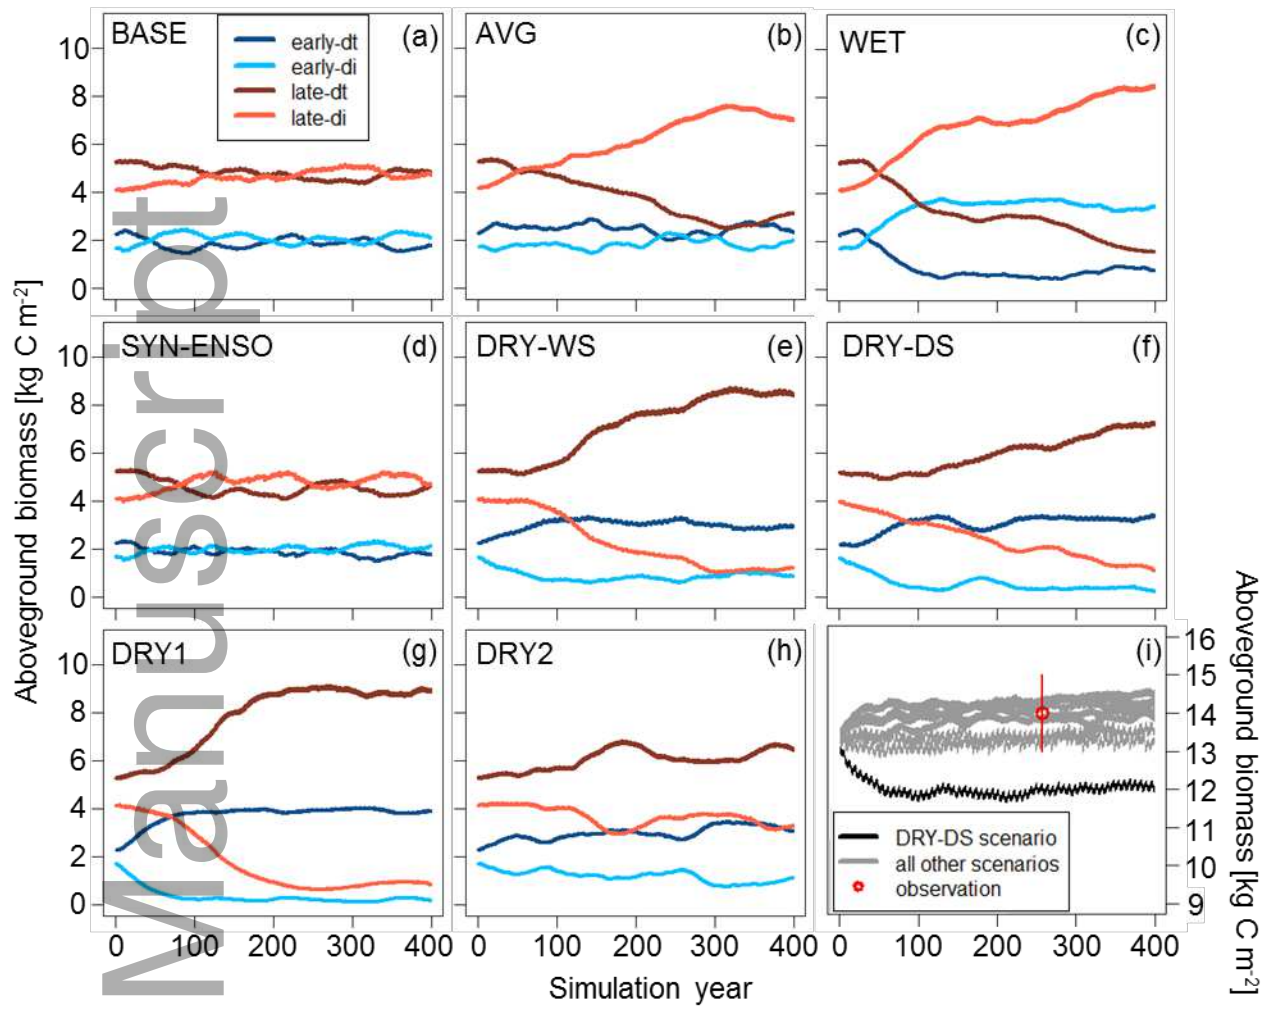 BASE
(a)
early-dt
early-di
late-dt
late-di
AVG
(b)
WET
(c)
10
8
6
4
2
0
SYN-ENSO
(d)
DRY-WS
(e)
DRY-DS
(f)
10
8
6
4
2
0
DRY1
(g)
DRY2
(h)
(i)
10
8
6
4
2
0
16
15
14
13
12
11
10
9
DRY-DS scenario
all other scenarios
observation
0 100 200 300 400
0 100 200 300 400
0 100 200 300 400
Simulation year
Aboveground biomass [kg C m-2]
Aboveground biomass [kg C m-2]
Manuscript